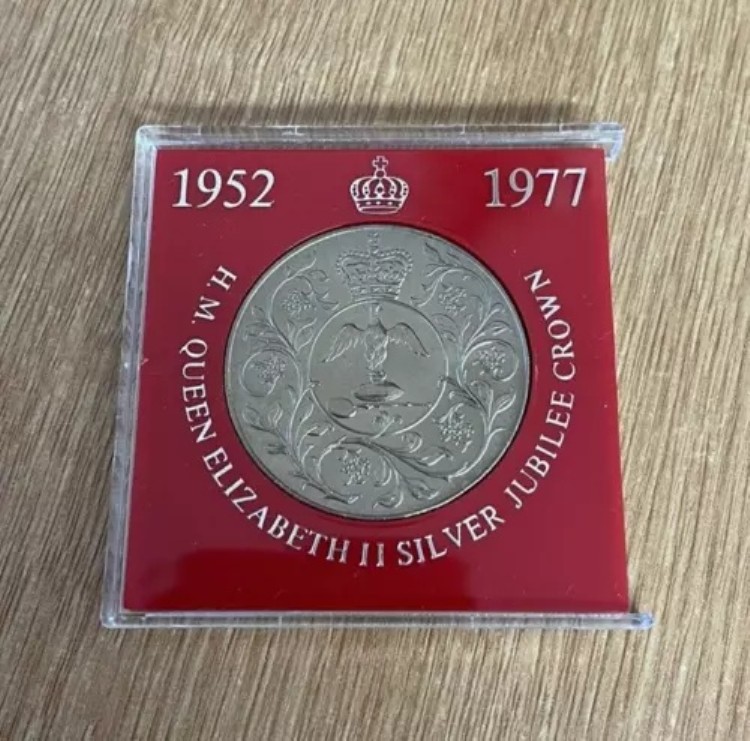 1952 1977
H.M. QUEEN ELIZABETH II SILVER JUBILEE CROWN